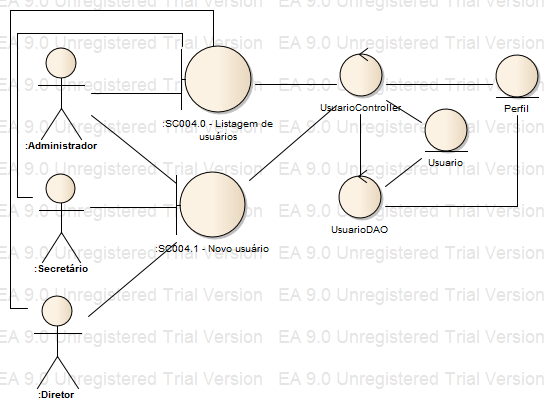 EA 9.0 Unregistered Trial Version EA 9.0 Unregistered Trial Version
EA 9.0 Unregistered Trial Version EA 9.0 Unregistered Trial Version
EA 9.0 Unregistered Trial Version EA 9.0 Unregistered Trial Version
UsuarioController
Perfil
:SC004.0 - Listagem de
usuários
EA 9.0 Unregistered Trial Version EA 9.0 Unregistered Trial Version
:Administrador
Usuario
EA 9.0 Unregistered Trial Version EA 9.0 Unregistered Trial Version
EA 9.0 Unregistered Trial Version EA 9.0 Unregistered Trial Version
UsuarioDAO
:SC004.1 - Novo usuário
EA 9.0 Unregistered Trial Version EA 9.0 Unregistered Trial Version
:Secretário
EA 9.0 Unregistered Trial Version EA 9.0 Unregistered Trial Version
EA 9.0 Unregistered Trial Version EA 9.0 Unregistered Trial Version
EA 9.0 Unregistered Trial Version EA 9.0 Unregistered Trial Version
:Diretor